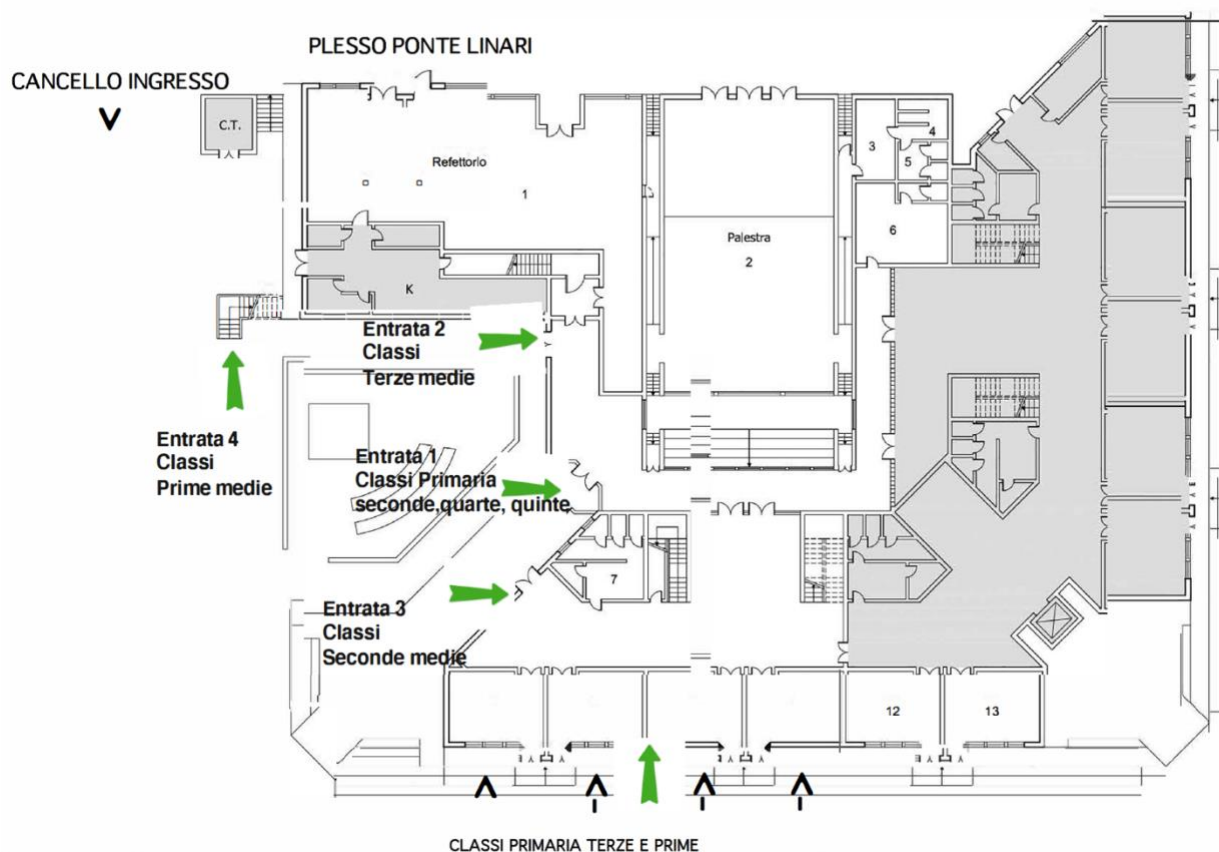 PLESSO PONTE LINARI
CANCELLO INGRESSO
C.T.
Refettorio
1
3
4
5
6
Palestra
2
K
Entrata 2
Classi
Terze medie
Entrata 4
Classi
Prime medie
Entrata 1
Classi Primaria
seconde,quarte, quinte
7
Entrata 3
Classi
Seconde medie
12
13
CLASSI PRIMARIA TERZE E PRIME